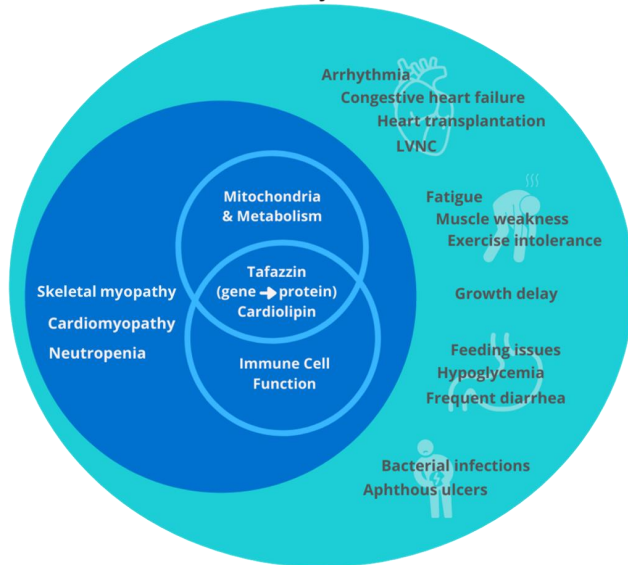 Arrhythmia
Congestive heart failure
Heart transplantation
LVNC
Mitochondria
& Metabolism
Fatigue
Muscle weakness
Exercise intolerance
Tafazzin
(gene ➔ protein)
Cardiolipin
Skeletal myopathy
Cardiomyopathy
Neutropenia
Growth delay
Immune Cell
Function
Feeding issues
Hypoglycemia
Frequent diarrhea
Bacterial infections
Aphthous ulcers